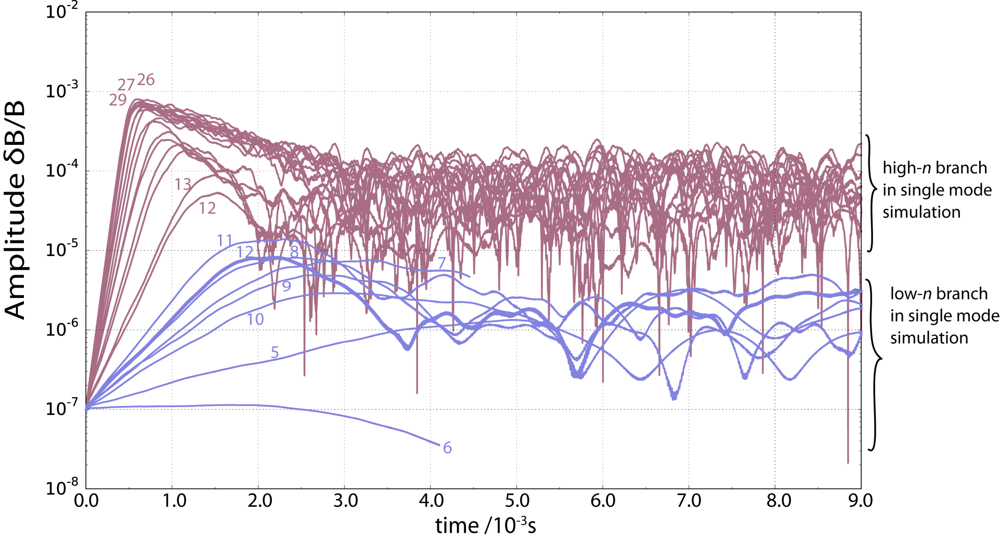 10-2
10-3
10-4
10-5
10-6
10-7
10-8
Amplitude δB/B
27 26
29
13
12
11
12
8
7
9
10
5
6
high-n branch
in single mode
simulation
low-n branch
in single mode
simulation
0.0 1.0 2.0 3.0 4.0 5.0 6.0 7.0 8.0 9.0
time /10-3s